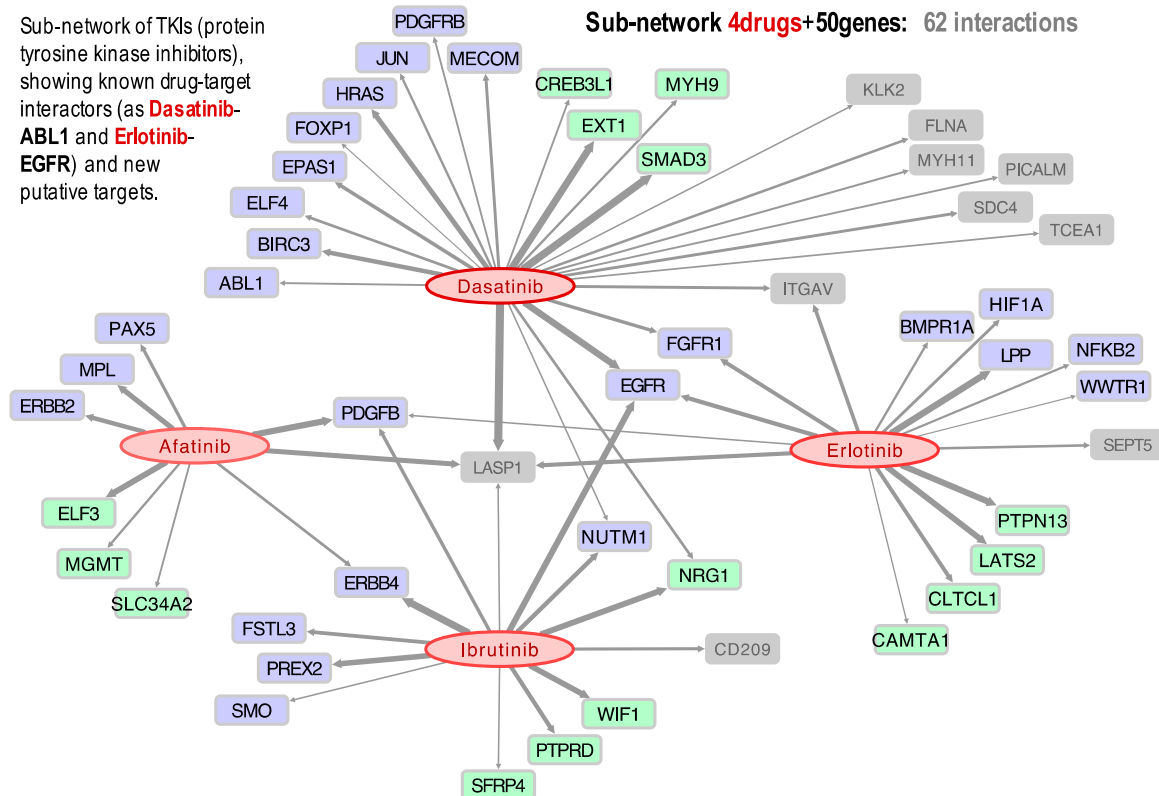 Sub-network of TKIs (protein
tyrosine kinase inhibitors),
showing known drug-target
interactors (as Dasatinib-
ABL1 and Erlotinib-
EGFR) and new
putative targets.
Sub-network 4drugs+50genes: 62 interactions
PDGFRB
JUN
MECOM
HRAS
FOXP1
EPAS1
ELF4
BIRC3
ABL1
CREB3L1
MYH9
EXT1
SMAD3
KLK2
FLNA
MYH11
PICALM
SDC4
TCEA1
Dasatinib
ITGAV
FGFR1
EGFR
BMPR1A
HIF1A
LPP
NFKB2
WWTR1
PAX5
MPL
ERBB2
PDGFB
Afatinib
LASP1
Erlotinib
SEPT5
ELF3
MGMT
SLC34A2
ERBB4
NUTM1
NRG1
PTPN13
LATS2
CLTCL1
CAMTA1
FSTL3
PREX2
SMO
Ibrutinib
CD209
WIF1
PTPRD
SFRP4